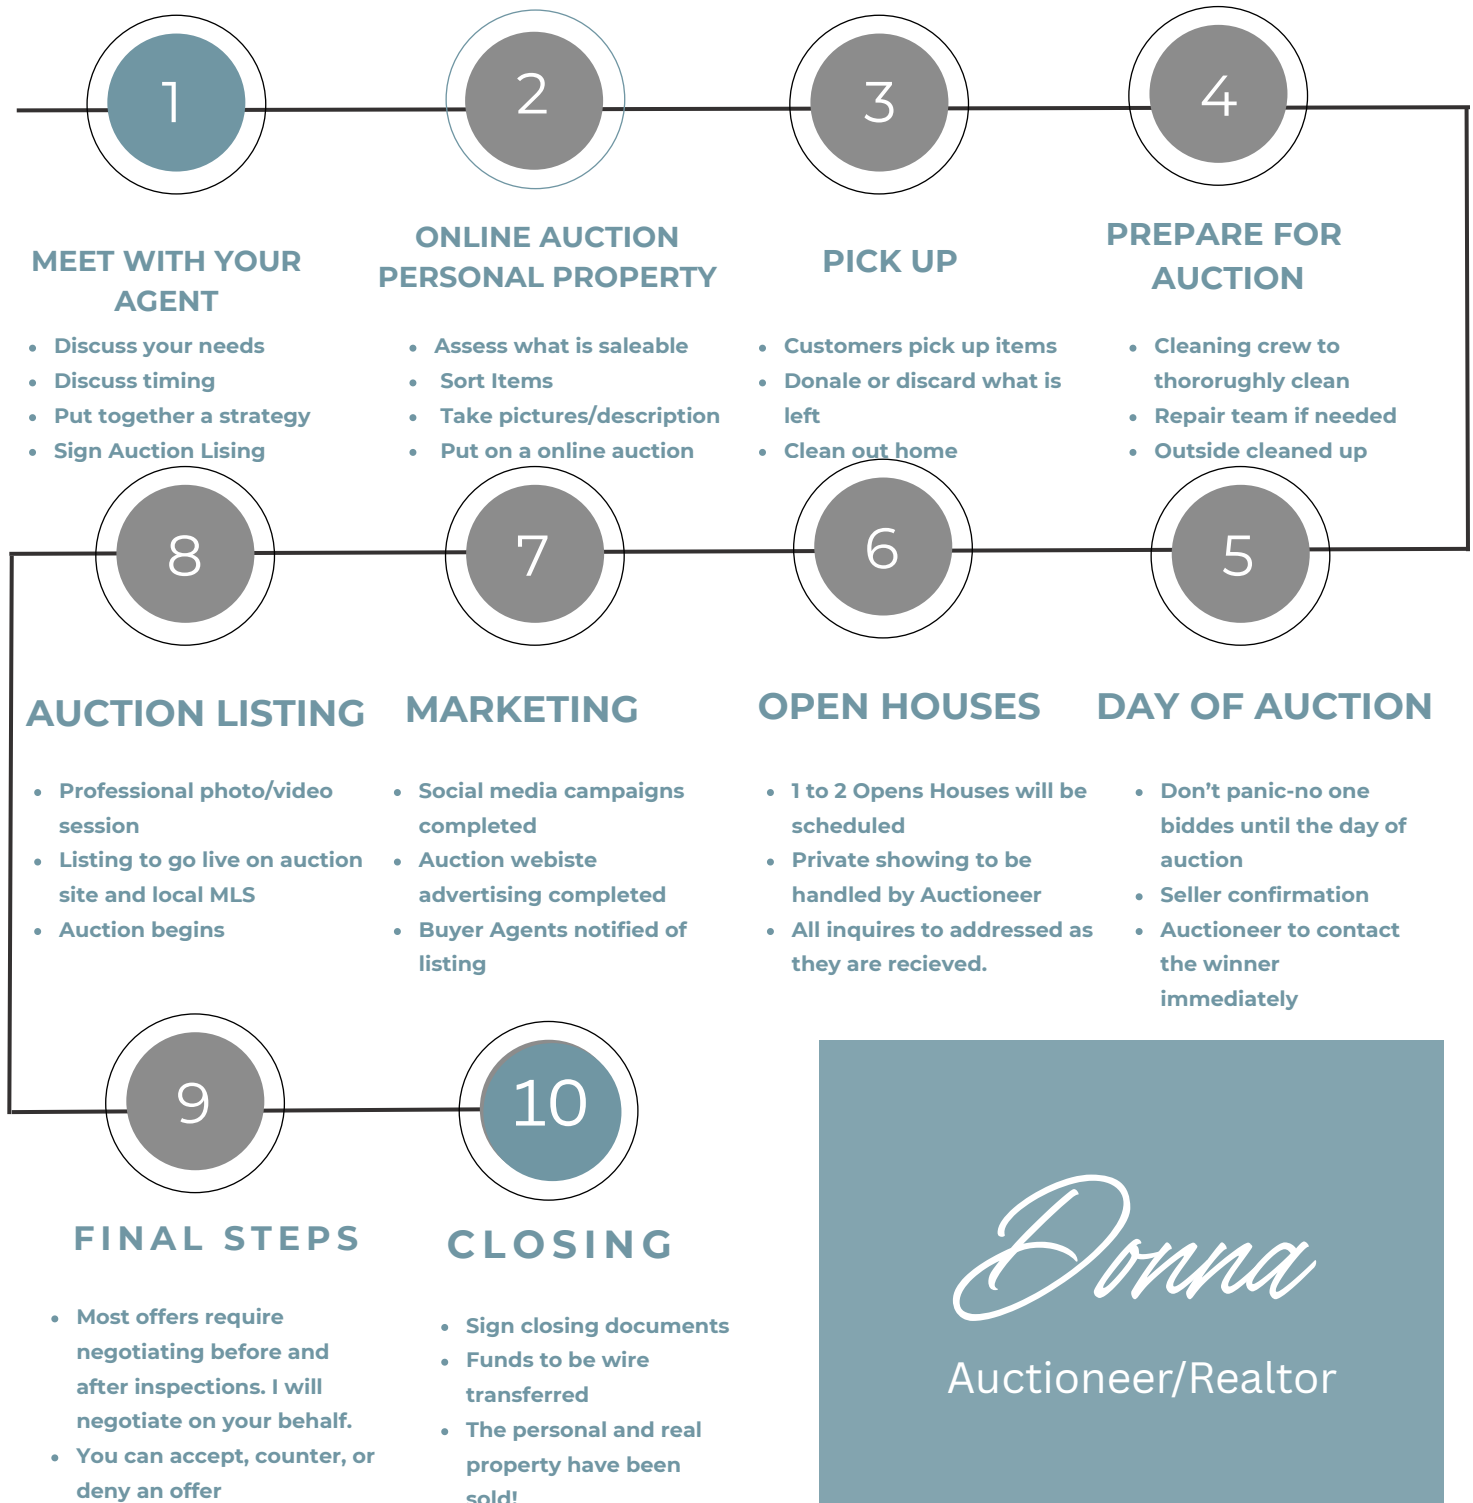 1
2
3
4
MEET WITH YOUR
AGENT
Discuss your needs
Discuss timing
Put together a strategy
Sign Auction Lising
ONLINE AUCTION
PERSONAL PROPERTY
Assess what is saleable
Sort Items
Take pictures/description
Put on a online auction
PICK UP
Customers pick up items
Donale or discard what is
left
Clean out home
PREPARE FOR
AUCTION
Cleaning crew to
thororughly clean
Repair team if needed
Outside cleaned up
8
7
6
5
AUCTION LISTING
Professional photo/video
session
Listing to go live on auction
site and local MLS
Auction begins
MARKETING
Social media campaigns
completed
Auction webiste
advertising completed
Buyer Agents notified of
listing
OPEN HOUSES
1 to 2 Opens Houses will be
scheduled
Private showing to be
handled by Auctioneer
All inquires to addressed as
they are recieved.
DAY OF AUCTION
Don’t panic-no one
biddes until the day of
auction
Seller confirmation
Auctioneer to contact
the winner
immediately
9
10
FINAL STEPS
Most offers require
negotiating before and
after inspections. I will
negotiate on your behalf.
You can accept, counter, or
deny an offer
CLOSING
Sign closing documents
Funds to be wire
transferred
The personal and real
property have been
sold!
Donna
Auctioneer/Realtor